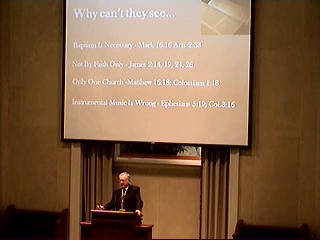 Why can't they see...
Baptism Is Necessary - Mark 16:16 Acts 2:38
Not By Faith Only - James 2:14, 19, 24, 26
Only One Church -Matthew 16:18; Colossians 1:18
Instrumental Music Is Wrong - Ephesians 5:19; Col.3:16